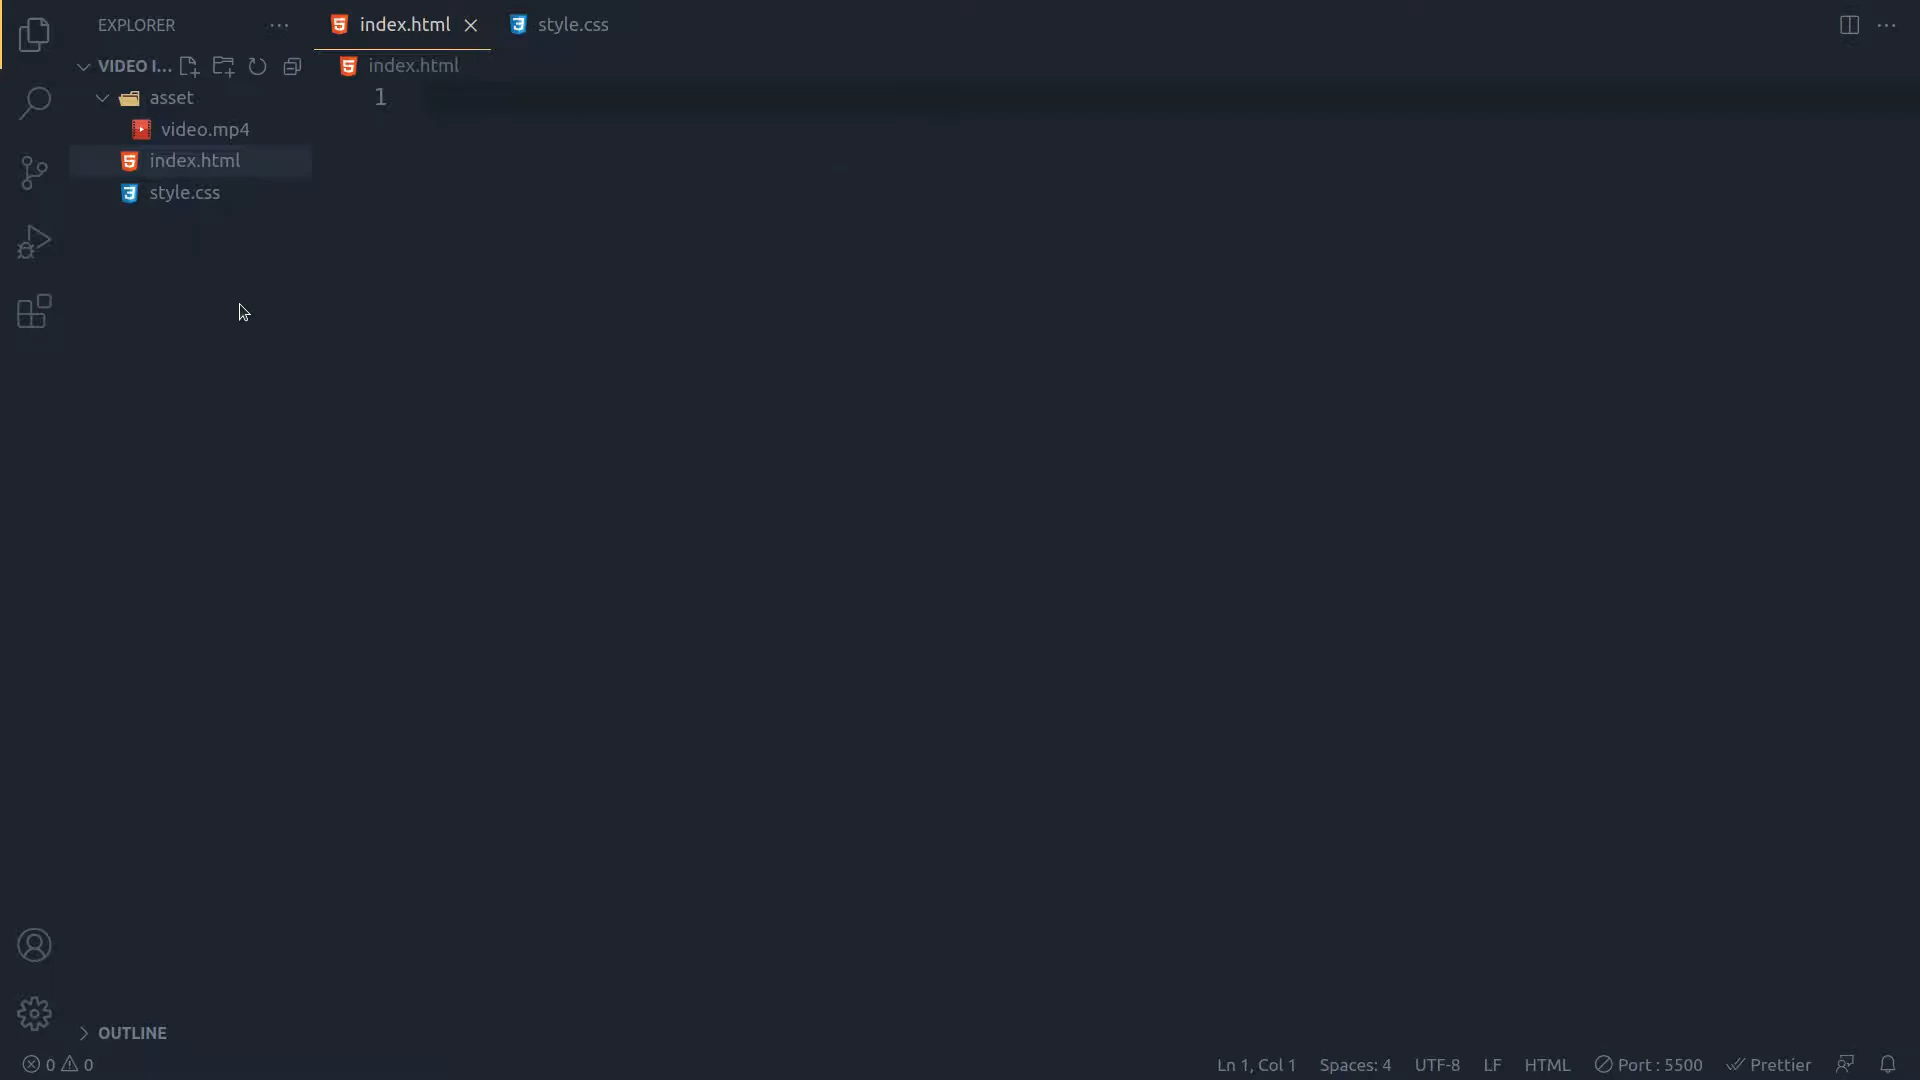 EXPLORER
index.html
style.css
VIDEO I...
index.html
asset
1
video.mp4
index.html
style.css
OUTLINE
0 0
Ln 1, Col 1
Spaces: 4
UTF-8
LF
HTML
Port : 5500
Prettier